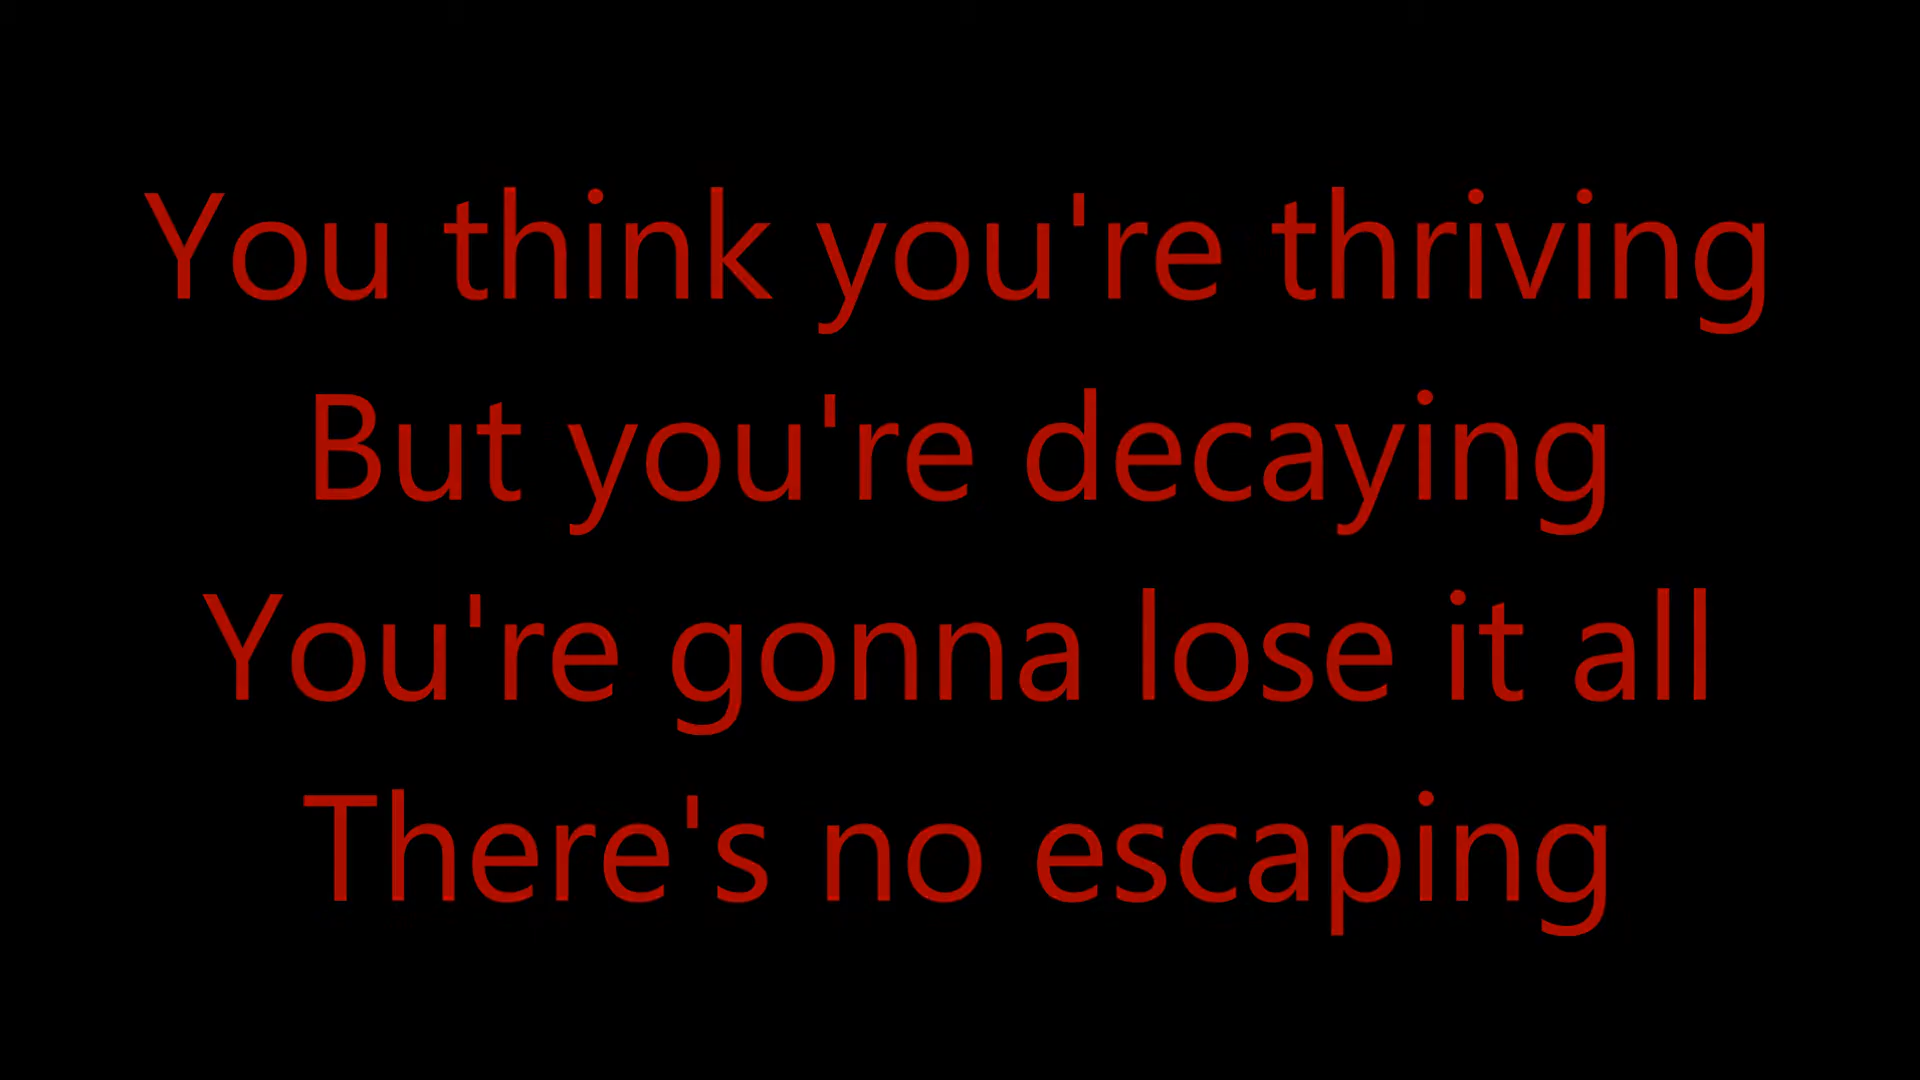 You think you're thriving
But you're decaying
You're gonna lose it all
There's no escaping